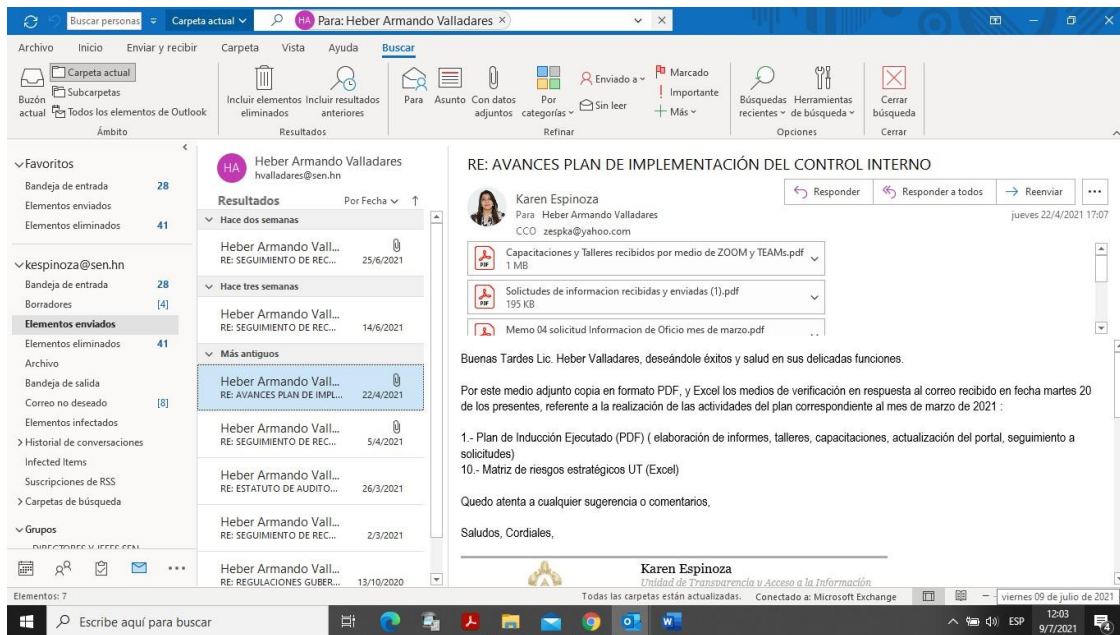 Buscar personas
Carpeta actual
HA Para: Heber Armando Valladares ×
Archivo Inicio Enviar y recibir Carpeta Vista Ayuda Buscar
Buzón actual
Carpeta actual
Subcarpetas
Todos los elementos de Outlook
Ámbito
Incluir elementos eliminados
Incluir resultados anteriores
Resultados
Para
Asunto
Con datos adjuntos
Por categorías
Enviado a
Sin leer
Marcado
Importante
Más
Refinar
Búsquedas recientes
Herramientas de búsqueda
Opciones
Cerrar búsqueda
Cerrar
Favoritos
Bandeja de entrada 28
Elementos enviados
Elementos eliminados 41
kespinoza@sen.hn
Bandeja de entrada 28
Borradores [4]
Elementos enviados
Elementos eliminados 41
Archivo
Bandeja de salida
Correo no deseado [8]
Elementos infectados
Historial de conversaciones
Infected Items
Suscripciones de RSS
Carpetas de búsqueda
Grupos
DIRECTORES Y JEFES SEN
HA
Heber Armando Valladares
hvalladares@sen.hn
Resultados Por Fecha
Hace dos semanas
Heber Armando Vall...
RE: SEGUIMIENTO DE REC... 25/6/2021
Hace tres semanas
Heber Armando Vall...
RE: SEGUIMIENTO DE REC... 14/6/2021
Más antiguos
Heber Armando Vall...
RE: AVANCES PLAN DE IMPL... 22/4/2021
Heber Armando Vall...
RE: SEGUIMIENTO DE REC... 5/4/2021
Heber Armando Vall...
RE: ESTATUTO DE AUDITO... 26/3/2021
Heber Armando Vall...
RE: SEGUIMIENTO DE REC... 2/3/2021
Heber Armando Vall...
RE: REGULACIONES GUBER... 13/10/2020
RE: AVANCES PLAN DE IMPLEMENTACIÓN DEL CONTROL INTERNO
Karen Espinoza
Para Heber Armando Valladares
CCO zespka@yahoo.com
Responder Responder a todos Reenviar ...
jueves 22/4/2021 17:07
PDF
Capacitaciones y Talleres recibidos por medio de ZOOM y TEAMs.pdf
1 MB
PDF
Solictudes de informacion recibidas y enviadas (1).pdf
195 KB
Memo 04 solicitud Informacion de Oficio mes de marzo.pdf
Buenas Tardes Lic. Heber Valladares, deseándole éxitos y salud en sus delicadas funciones.
Por este medio adjunto copia en formato PDF, y Excel los medios de verificación en respuesta al correo recibido en fecha martes 20
de los presentes, referente a la realización de las actividades del plan correspondiente al mes de marzo de 2021 :
1.- Plan de Inducción Ejecutado (PDF) ( elaboración de informes, talleres, capacitaciones, actualización del portal, seguimiento a
solicitudes)
10.- Matriz de riesgos estratégicos UT (Excel)
Quedo atenta a cualquier sugerencia o comentarios,
Saludos, Cordiales,
Karen Espinoza
Unidad de Transparencia y Acceso a la Información
Elementos: 7
Todas las carpetas están actualizadas. Conectado a: Microsoft Exchange
viernes 09 de julio de 2021
Escribe aquí para buscar
ESP
12:03
9/7/2021
4